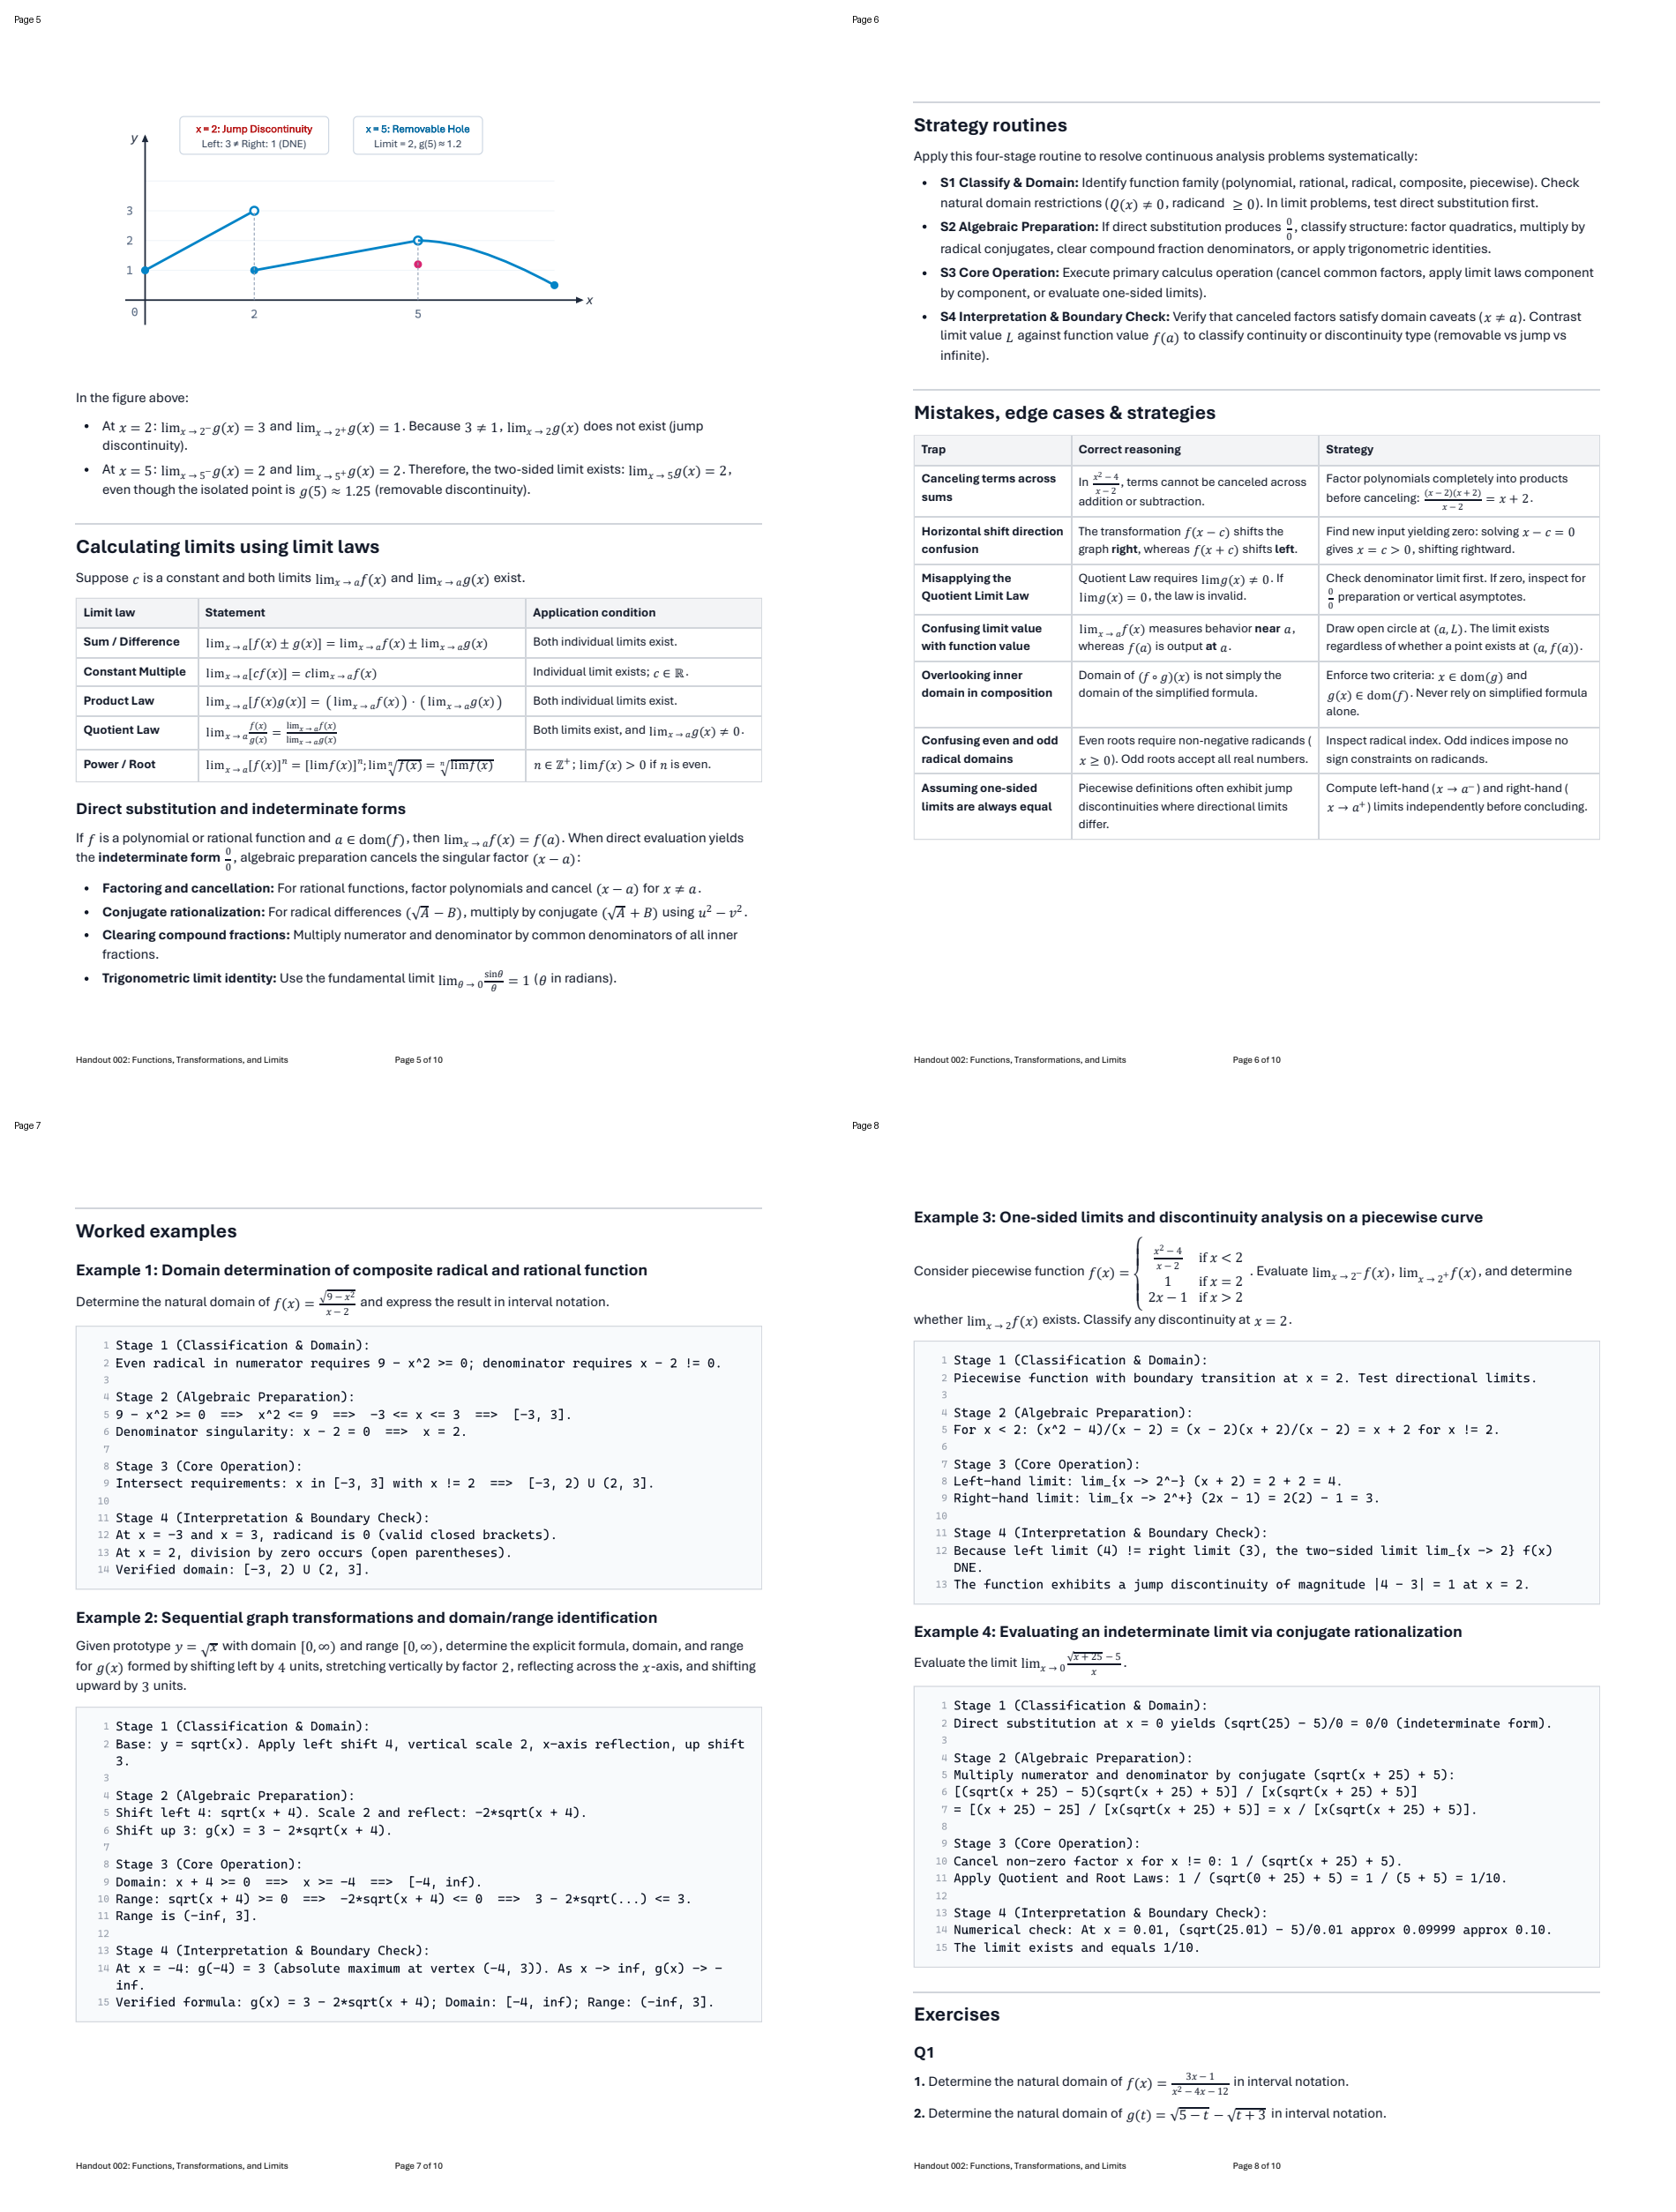 Page 5
y
x = 2: Jump Discontinuity
Left: 3 ≠ Right: 1 (DNE)
x = 5: Removable Hole
Limit = 2, g(5) ≈ 1.2
3
2
1
0
2
5
x
In the figure above:
• At x = 2: lim_{x → 2⁻} g(x) = 3 and lim_{x → 2⁺} g(x) = 1. Because 3 ≠ 1, lim_{x → 2} g(x) does not exist (jump
discontinuity).
• At x = 5: lim_{x → 5⁻} g(x) = 2 and lim_{x → 5⁺} g(x) = 2. Therefore, the two-sided limit exists: lim_{x → 5} g(x) = 2,
even though the isolated point is g(5) ≈ 1.25 (removable discontinuity).
Calculating limits using limit laws
Suppose c is a constant and both limits lim_{x → a} f(x) and lim_{x → a} g(x) exist.
Limit law | Statement | Application condition
Sum / Difference | lim_{x → a}[f(x) ± g(x)] = lim_{x → a} f(x) ± lim_{x → a} g(x) | Both individual limits exist.
Constant Multiple | lim_{x → a}[cf(x)] = c lim_{x → a} f(x) | Individual limit exists; c ∈ ℝ.
Product Law | lim_{x → a}[f(x)g(x)] = (lim_{x → a} f(x)) · (lim_{x → a} g(x)) | Both individual limits exist.
Quotient Law | lim_{x → a} f(x)/g(x) = lim_{x → a} f(x) / lim_{x → a} g(x) | Both limits exist, and lim_{x → a} g(x) ≠ 0.
Power / Root | lim_{x → a}[f(x)]ⁿ = [lim f(x)]ⁿ; lim ⁿ√f(x) = ⁿ√lim f(x) | n ∈ ℤ⁺; lim f(x) > 0 if n is even.
Direct substitution and indeterminate forms
If f is a polynomial or rational function and a ∈ dom(f), then lim_{x → a} f(x) = f(a). When direct evaluation yields
the indeterminate form 0/0, algebraic preparation cancels the singular factor (x − a):
• Factoring and cancellation: For rational functions, factor polynomials and cancel (x − a) for x ≠ a.
• Conjugate rationalization: For radical differences (√A − B), multiply by conjugate (√A + B) using u² − v².
• Clearing compound fractions: Multiply numerator and denominator by common denominators of all inner
fractions.
• Trigonometric limit identity: Use the fundamental limit lim_{θ → 0} sinθ/θ = 1 (θ in radians).
Handout 002: Functions, Transformations, and Limits Page 5 of 10
Page 6
Strategy routines
Apply this four-stage routine to resolve continuous analysis problems systematically:
• S1 Classify & Domain: Identify function family (polynomial, rational, radical, composite, piecewise). Check
natural domain restrictions (Q(x) ≠ 0, radicand ≥ 0). In limit problems, test direct substitution first.
• S2 Algebraic Preparation: If direct substitution produces 0/0, classify structure: factor quadratics, multiply by
radical conjugates, clear compound fraction denominators, or apply trigonometric identities.
• S3 Core Operation: Execute primary calculus operation (cancel common factors, apply limit laws component
by component, or evaluate one-sided limits).
• S4 Interpretation & Boundary Check: Verify that canceled factors satisfy domain caveats (x ≠ a). Contrast
limit value L against function value f(a) to classify continuity or discontinuity type (removable vs jump vs
infinite).
Mistakes, edge cases & strategies
Trap | Correct reasoning | Strategy
Canceling terms across
sums
In (x² − 4)/(x − 2), terms cannot be canceled across
addition or subtraction.
Factor polynomials completely into products
before canceling: (x − 2)(x + 2)/(x − 2) = x + 2.
Horizontal shift direction
confusion
The transformation f(x − c) shifts the
graph right, whereas f(x + c) shifts left.
Find new input yielding zero: solving x − c = 0
gives x = c > 0, shifting rightward.
Misapplying the
Quotient Limit Law
Quotient Law requires lim g(x) ≠ 0. If
lim g(x) = 0, the law is invalid.
Check denominator limit first. If zero, inspect for
0/0 preparation or vertical asymptotes.
Confusing limit value
with function value
lim_{x → a} f(x) measures behavior near a,
whereas f(a) is output at a.
Draw open circle at (a, L). The limit exists
regardless of whether a point exists at (a, f(a)).
Overlooking inner
domain in composition
Domain of (f ∘ g)(x) is not simply the
domain of the simplified formula.
Enforce two criteria: x ∈ dom(g) and
g(x) ∈ dom(f). Never rely on simplified formula
alone.
Confusing even and odd
radical domains
Even roots require non-negative radicands (
x ≥ 0). Odd roots accept all real numbers.
Inspect radical index. Odd indices impose no
sign constraints on radicands.
Assuming one-sided
limits are always equal
Piecewise definitions often exhibit jump
discontinuities where directional limits
differ.
Compute left-hand (x → a⁻) and right-hand (
x → a⁺) limits independently before concluding.
Handout 002: Functions, Transformations, and Limits Page 6 of 10
Page 7
Worked examples
Example 1: Domain determination of composite radical and rational function
Determine the natural domain of f(x) = √(9 − x²)/(x − 2) and express the result in interval notation.
1 Stage 1 (Classification & Domain):
2 Even radical in numerator requires 9 − x^2 >= 0; denominator requires x − 2 != 0.
3
4 Stage 2 (Algebraic Preparation):
5 9 − x^2 >= 0 ==> x^2 <= 9 ==> −3 <= x <= 3 ==> [−3, 3].
6 Denominator singularity: x − 2 = 0 ==> x = 2.
7
8 Stage 3 (Core Operation):
9 Intersect requirements: x in [−3, 3] with x != 2 ==> [−3, 2) U (2, 3].
10
11 Stage 4 (Interpretation & Boundary Check):
12 At x = −3 and x = 3, radicand is 0 (valid closed brackets).
13 At x = 2, division by zero occurs (open parentheses).
14 Verified domain: [−3, 2) U (2, 3].
Example 2: Sequential graph transformations and domain/range identification
Given prototype y = √x with domain [0, ∞) and range [0, ∞), determine the explicit formula, domain, and range
for g(x) formed by shifting left by 4 units, stretching vertically by factor 2, reflecting across the x-axis, and shifting
upward by 3 units.
1 Stage 1 (Classification & Domain):
2 Base: y = sqrt(x). Apply left shift 4, vertical scale 2, x-axis reflection, up shift
3.
3
4 Stage 2 (Algebraic Preparation):
5 Shift left 4: sqrt(x + 4). Scale 2 and reflect: −2*sqrt(x + 4).
6 Shift up 3: g(x) = 3 − 2*sqrt(x + 4).
7
8 Stage 3 (Core Operation):
9 Domain: x + 4 >= 0 ==> x >= −4 ==> [−4, inf).
10 Range: sqrt(x + 4) >= 0 ==> −2*sqrt(x + 4) <= 0 ==> 3 − 2*sqrt(...) <= 3.
11 Range is (−inf, 3].
12
13 Stage 4 (Interpretation & Boundary Check):
14 At x = −4: g(−4) = 3 (absolute maximum at vertex (−4, 3)). As x −> inf, g(x) −> −
inf.
15 Verified formula: g(x) = 3 − 2*sqrt(x + 4); Domain: [−4, inf); Range: (−inf, 3].
Handout 002: Functions, Transformations, and Limits Page 7 of 10
Page 8
Example 3: One-sided limits and discontinuity analysis on a piecewise curve
Consider piecewise function f(x) = { (x² − 4)/(x − 2) if x < 2; 1 if x = 2; 2x − 1 if x > 2 . Evaluate lim_{x → 2⁻} f(x), lim_{x → 2⁺} f(x), and determine
whether lim_{x → 2} f(x) exists. Classify any discontinuity at x = 2.
1 Stage 1 (Classification & Domain):
2 Piecewise function with boundary transition at x = 2. Test directional limits.
3
4 Stage 2 (Algebraic Preparation):
5 For x < 2: (x^2 − 4)/(x − 2) = (x − 2)(x + 2)/(x − 2) = x + 2 for x != 2.
6
7 Stage 3 (Core Operation):
8 Left-hand limit: lim_{x −> 2^−} (x + 2) = 2 + 2 = 4.
9 Right-hand limit: lim_{x −> 2^+} (2x − 1) = 2(2) − 1 = 3.
10
11 Stage 4 (Interpretation & Boundary Check):
12 Because left limit (4) != right limit (3), the two-sided limit lim_{x −> 2} f(x)
DNE.
13 The function exhibits a jump discontinuity of magnitude |4 − 3| = 1 at x = 2.
Example 4: Evaluating an indeterminate limit via conjugate rationalization
Evaluate the limit lim_{x → 0} (√(x + 25) − 5)/x.
1 Stage 1 (Classification & Domain):
2 Direct substitution at x = 0 yields (sqrt(25) − 5)/0 = 0/0 (indeterminate form).
3
4 Stage 2 (Algebraic Preparation):
5 Multiply numerator and denominator by conjugate (sqrt(x + 25) + 5):
6 [(sqrt(x + 25) − 5)(sqrt(x + 25) + 5)] / [x(sqrt(x + 25) + 5)]
7 = [(x + 25) − 25] / [x(sqrt(x + 25) + 5)] = x / [x(sqrt(x + 25) + 5)].
8
9 Stage 3 (Core Operation):
10 Cancel non-zero factor x for x != 0: 1 / (sqrt(x + 25) + 5).
11 Apply Quotient and Root Laws: 1 / (sqrt(0 + 25) + 5) = 1 / (5 + 5) = 1/10.
12
13 Stage 4 (Interpretation & Boundary Check):
14 Numerical check: At x = 0.01, (sqrt(25.01) − 5)/0.01 approx 0.09999 approx 0.10.
15 The limit exists and equals 1/10.
Exercises
Q1
1. Determine the natural domain of f(x) = (3x − 1)/(x² − 4x − 12) in interval notation.
2. Determine the natural domain of g(t) = √(5 − t) − √(t + 3) in interval notation.
Handout 002: Functions, Transformations, and Limits Page 8 of 10